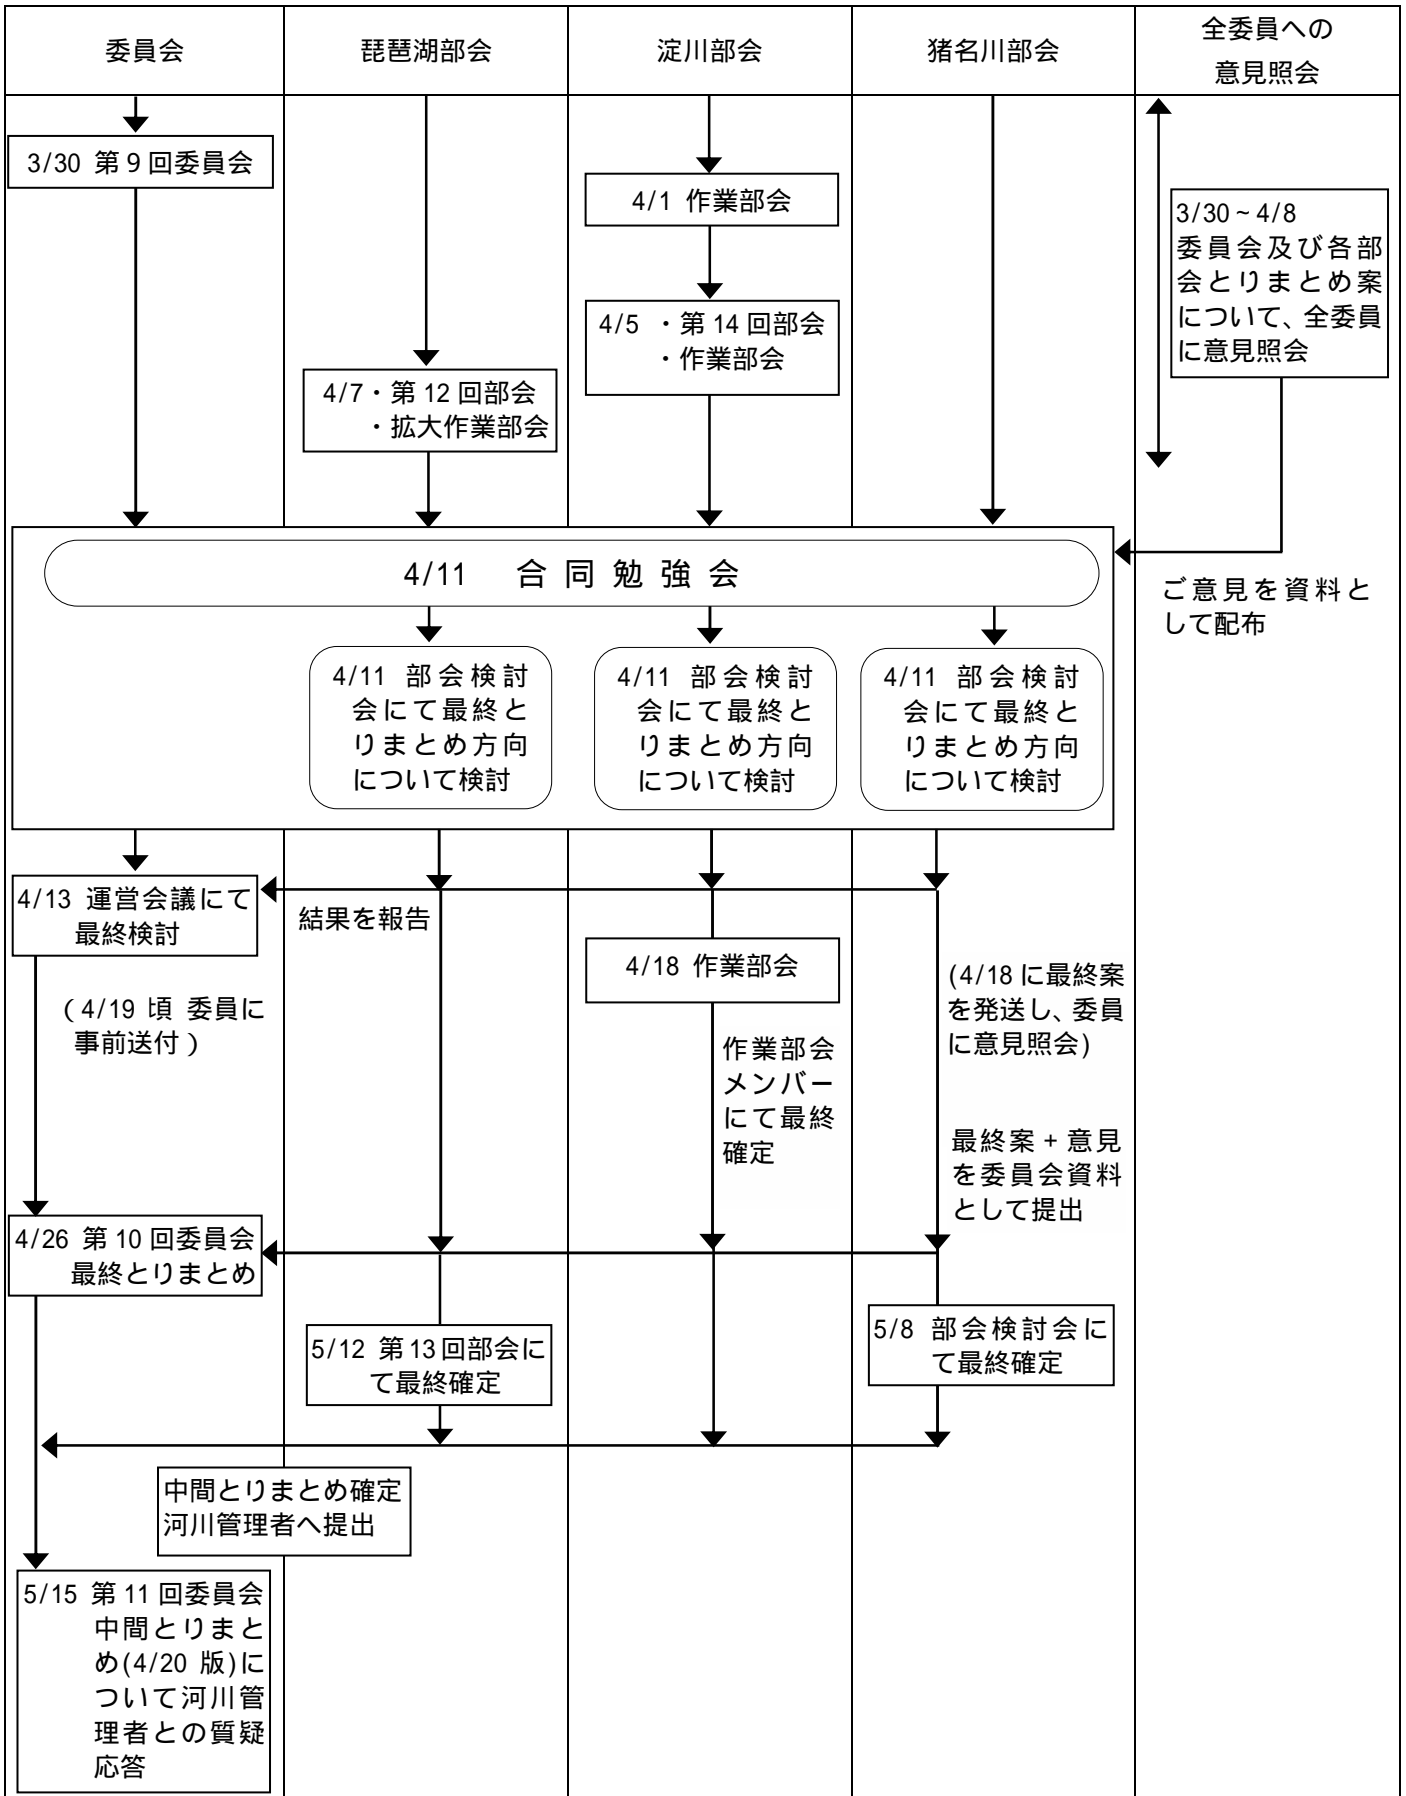 委員会
琵琶湖部会
淀川部会
猪名川部会
全委員への
意見照会
3/30 第9回委員会
4/1 作業部会
3/30~4/8
委員会及び各部
会とりまとめ案
について、全委員
に意見照会
4/5 ・第14回部会
・作業部会
4/7・第12回部会
・拡大作業部会
4/11 合同勉強会
ご意見を資料と
して配布
4/11 部会検討
会にて最終と
りまとめ方向
について検討
4/11 部会検討
会にて最終と
りまとめ方向
について検討
4/11 部会検討
会にて最終と
りまとめ方向
について検討
4/13 運営会議にて
最終検討
結果を報告
4/18 作業部会
(4/18に最終案
を発送し、委員
に意見照会)
(4/19頃 委員に
事前送付)
作業部会
メンバー
にて最終
確定
最終案+意見
を委員会資料
として提出
4/26 第10回委員会
最終とりまとめ
5/12 第13回部会に
て最終確定
5/8 部会検討会に
て最終確定
中間とりまとめ確定
河川管理者へ提出
5/15 第11回委員会
中間とりまと
め(4/20 版)に
ついて河川管
理者との質疑
応答